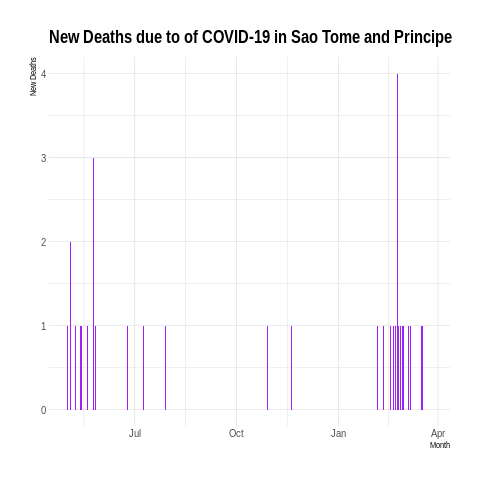 New Deaths due to of COVID-19 in Sao Tome and Principe
New Deaths
4
3
2
1
0
Jul Oct Jan Apr
Month